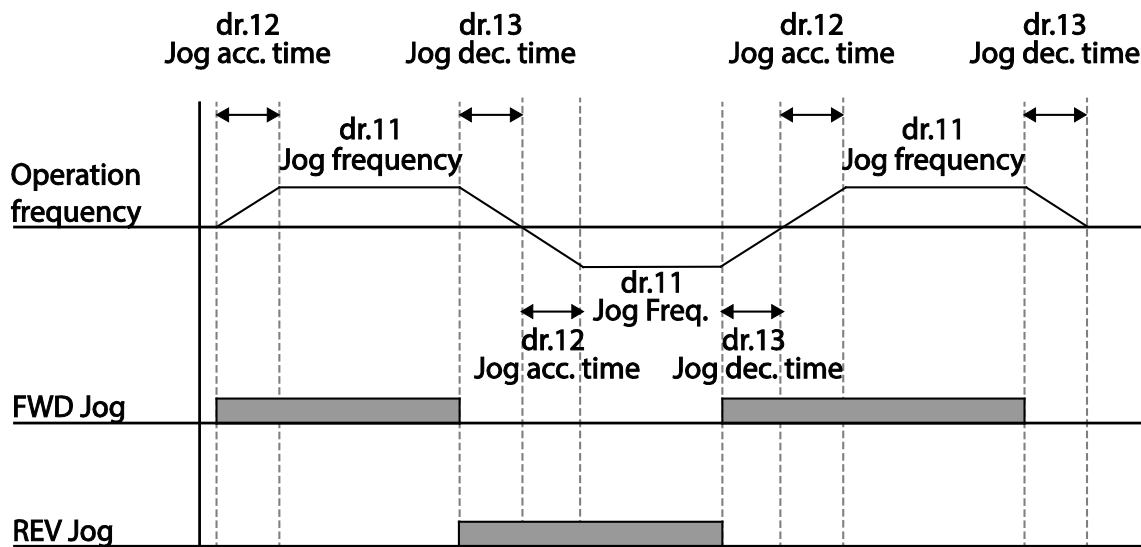 dr.12
Jog acc. time
dr.13
Jog dec. time
dr.12
Jog acc. time
dr.13
Jog dec. time
dr.11
Jog frequency
dr.11
Jog frequency
Operation
frequency
dr.11
Jog Freq.
dr.12
Jog acc. time
dr.13
Jog dec. time
FWD Jog
REV Jog